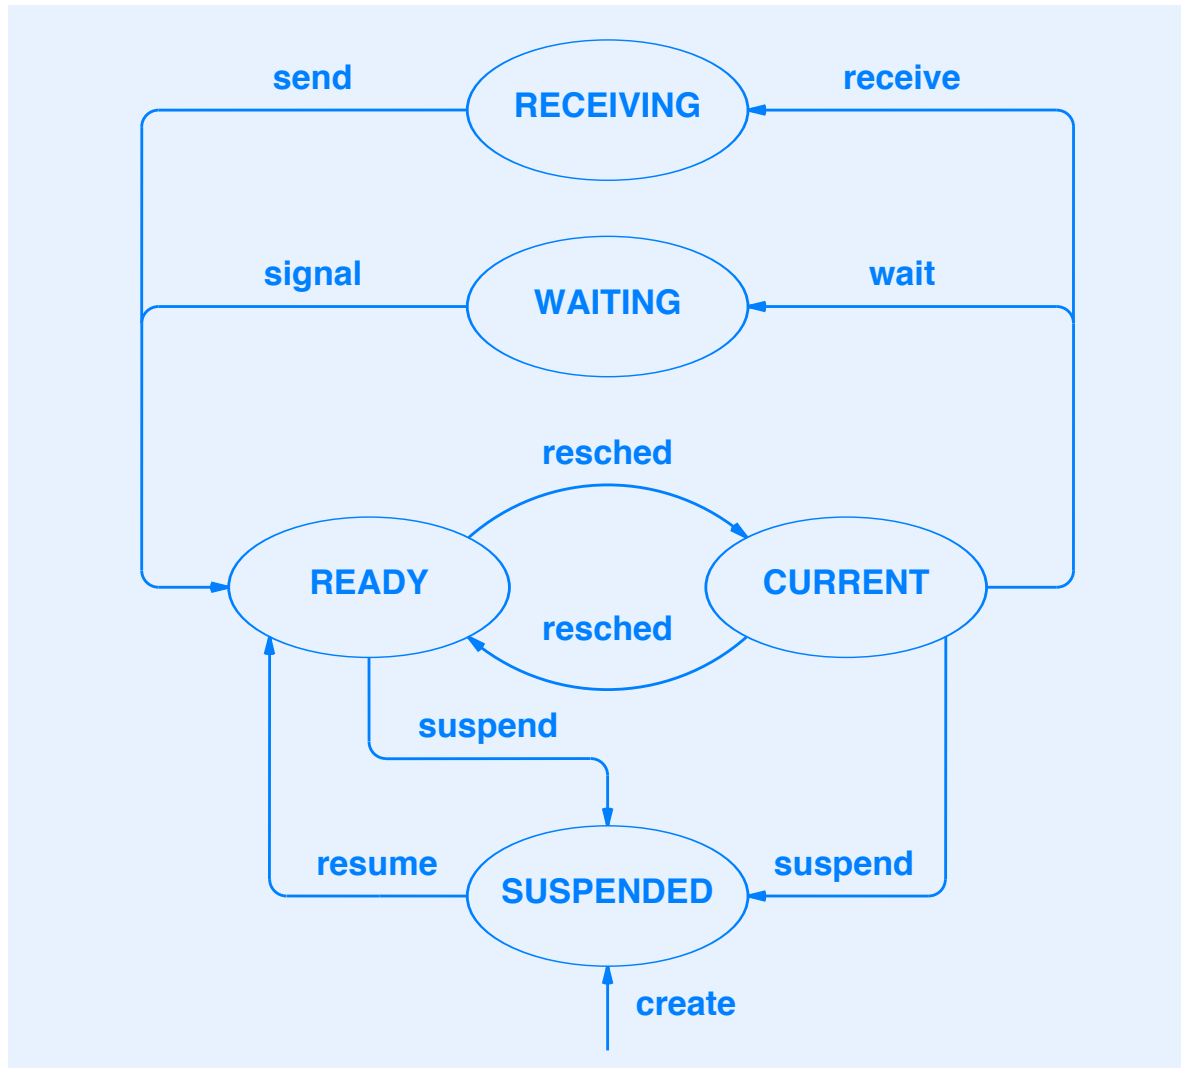 send
receive
RECEIVING
signal
wait
WAITING
resched
READY
CURRENT
resched
suspend
resume
suspend
SUSPENDED
create